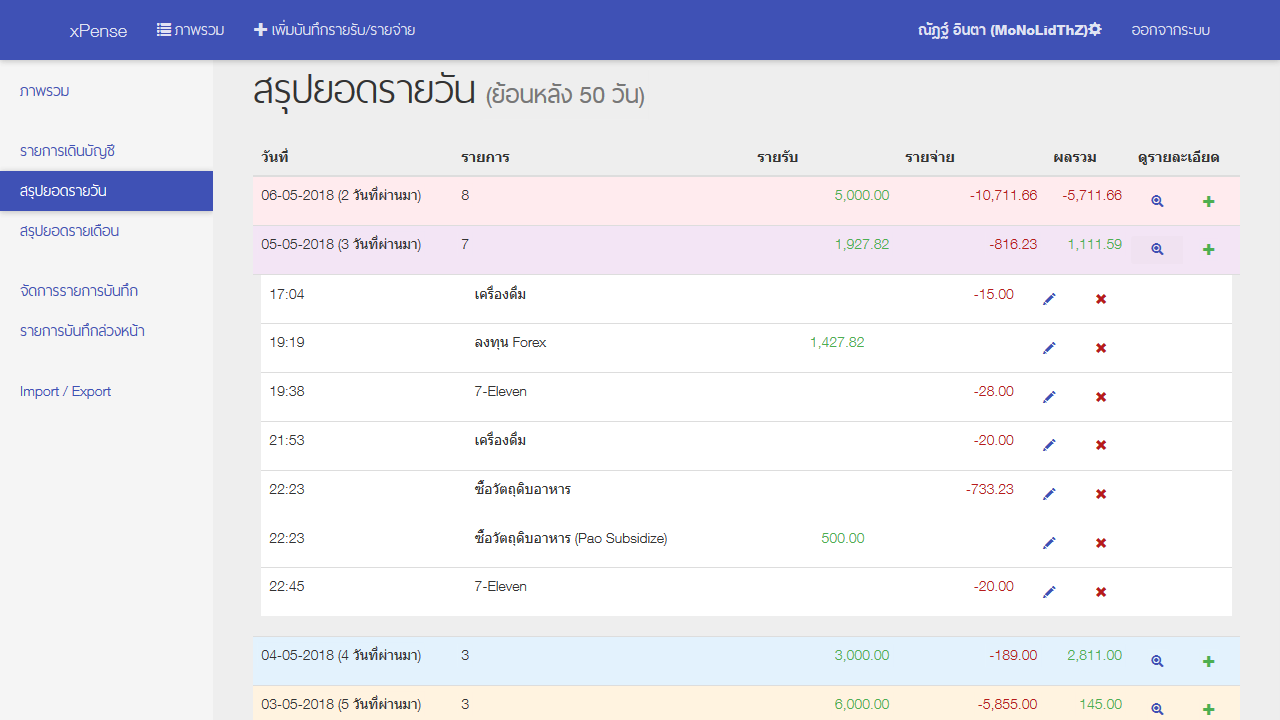 xPense ภาพรวม เพิ่มบันทึกรายรับ/รายจ่าย ณัฏฐ์ อินตา (MoNoLidThZ) ออกจากระบบ
ภาพรวม
รายการเดินบัญชี
สรุปยอดรายวัน
สรุปยอดรายเดือน
จัดการรายการบันทึก
รายการบันทึกล่วงหน้า
Import / Export
สรุปยอดรายวัน (ย้อนหลัง 50 วัน)
วันที่ รายการ รายรับ รายจ่าย ผลรวม ดูรายละเอียด
06-05-2018 (2 วันที่ผ่านมา) 8 5,000.00 -10,711.66 -5,711.66
05-05-2018 (3 วันที่ผ่านมา) 7 1,927.82 -816.23 1,111.59
17:04 เครื่องดื่ม -15.00
19:19 ลงทุน Forex 1,427.82
19:38 7-Eleven -28.00
21:53 เครื่องดื่ม -20.00
22:23 ซื้อวัตถุดิบอาหาร -733.23
22:23 ซื้อวัตถุดิบอาหาร (Pao Subsidize) 500.00
22:45 7-Eleven -20.00
04-05-2018 (4 วันที่ผ่านมา) 3 3,000.00 -189.00 2,811.00
03-05-2018 (5 วันที่ผ่านมา) 3 6,000.00 -5,855.00 145.00